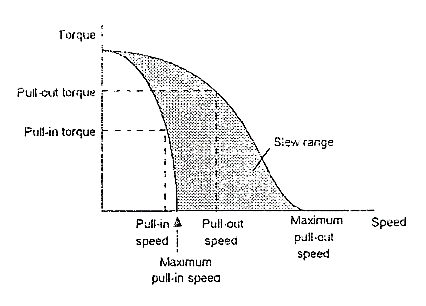 Torque
Pull-out torque
Pull-in torque
Slew range
Pull-in
speed
Pull-out
speed
Maximum
pull-out
speed
Speed
Maximum
pull-in speed